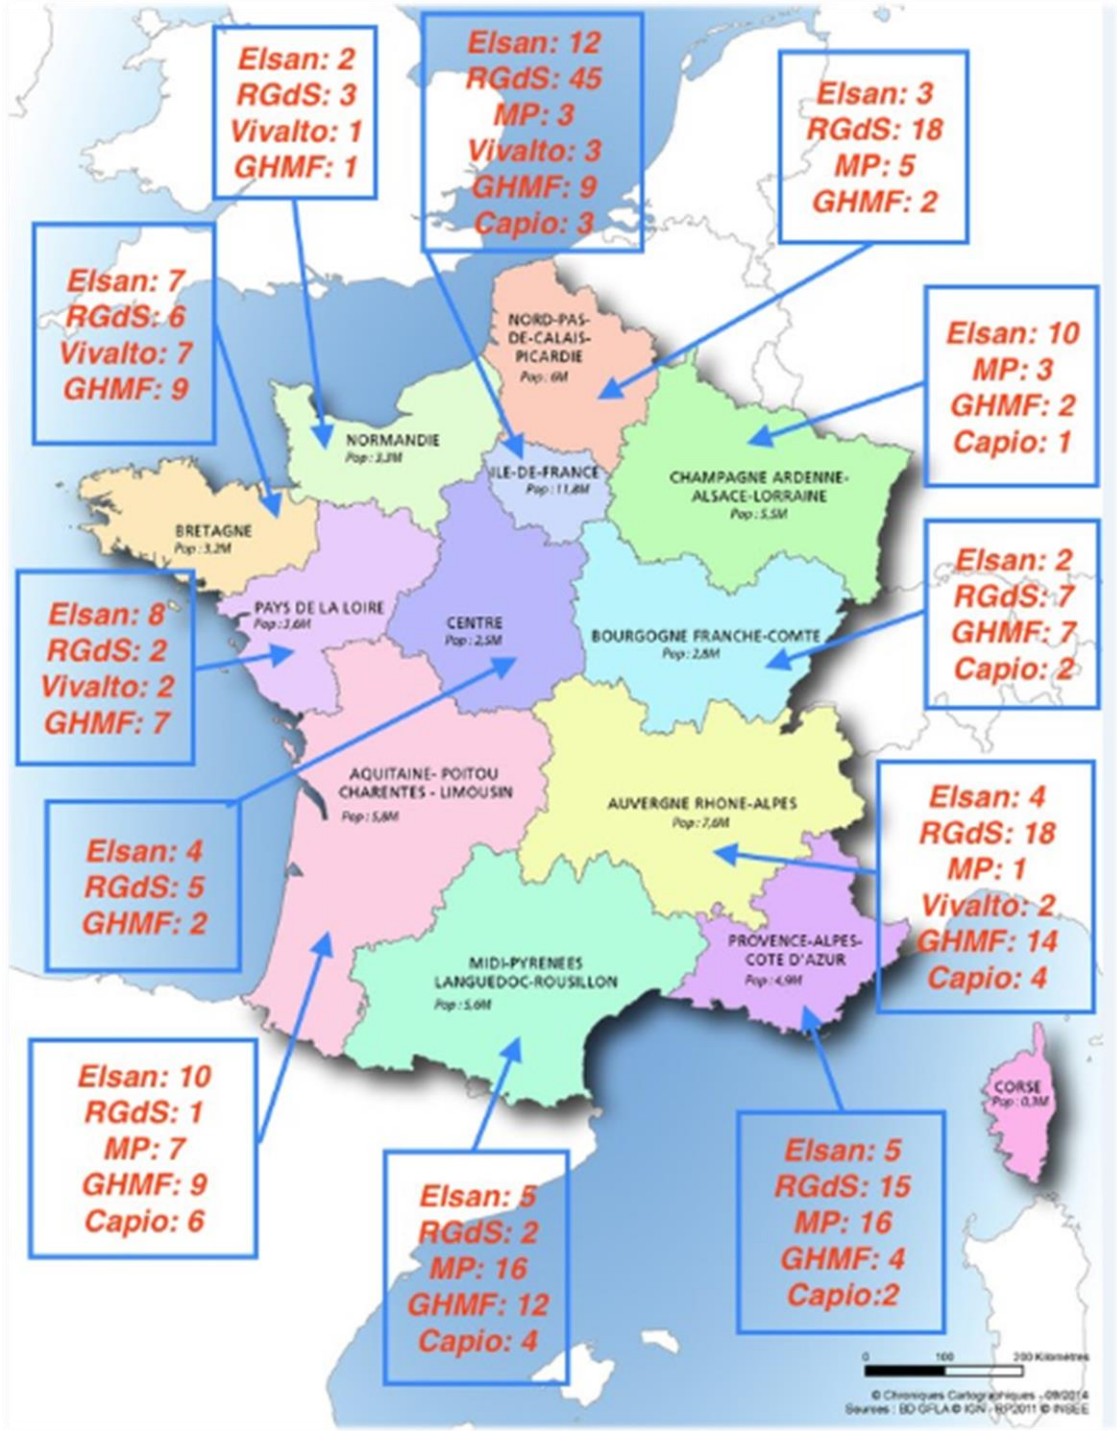 Elsan: 2
RGdS: 3
Vivalto: 1
GHMF: 1
Elsan: 12
RGdS: 45
MP: 3
Vivalto: 3
GHMF: 9
Capio: 3
Elsan: 3
RGdS: 18
MP: 5
GHMF: 2
Elsan: 7
RGdS: 6
Vivalto: 7
GHMF: 9
Elsan: 10
MP: 3
GHMF: 2
Capio: 1
NORD-PAS-
DE-CALAIS-
PICARDIE
Pop : 6M
NORMANDIE
Pop : 3,3M
ILE-DE-FRANCE
Pop : 11,8M
CHAMPAGNE ARDENNE-
ALSACE-LORRAINE
Pop : 5,5M
BRETAGNE
Pop : 3,2M
Elsan: 8
RGdS: 2
Vivalto: 2
GHMF: 7
PAYS DE LA LOIRE
Pop : 3,6M
CENTRE
Pop : 2,5M
BOURGOGNE FRANCHE-COMTE
Pop : 2,8M
Elsan: 2
RGdS: 7
GHMF: 7
Capio: 2
AQUITAINE- POITOU
CHARENTES - LIMOUSIN
Pop : 5,8M
AUVERGNE RHONE-ALPES
Pop : 7,6M
Elsan: 4
RGdS: 18
MP: 1
Vivalto: 2
GHMF: 14
Capio: 4
Elsan: 4
RGdS: 5
GHMF: 2
MIDI-PYRENEES
LANGUEDOC-ROUSILLON
Pop : 5,6M
PROVENCE-ALPES-
COTE D'AZUR
Pop : 4,9M
CORSE
Pop : 0,3M
Elsan: 10
RGdS: 1
MP: 7
GHMF: 9
Capio: 6
Elsan: 5
RGdS: 2
MP: 16
GHMF: 12
Capio: 4
Elsan: 5
RGdS: 15
MP: 16
GHMF: 4
Capio:2
0 100 200 Kilomètres
© Chroniques Cartographiques - 09/2014
Sources : BD GFLA © IGN - RP2011 © INSEE